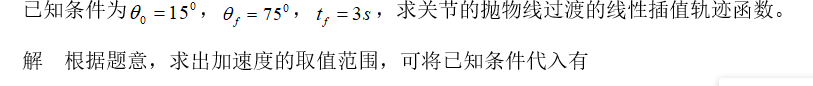 已知条件为θ₀ = 15⁰，θ_f = 75⁰，t_f = 3s，求关节的抛物线过渡的线性插值轨迹函数。
解 根据题意，求出加速度的取值范围，可将已知条件代入有